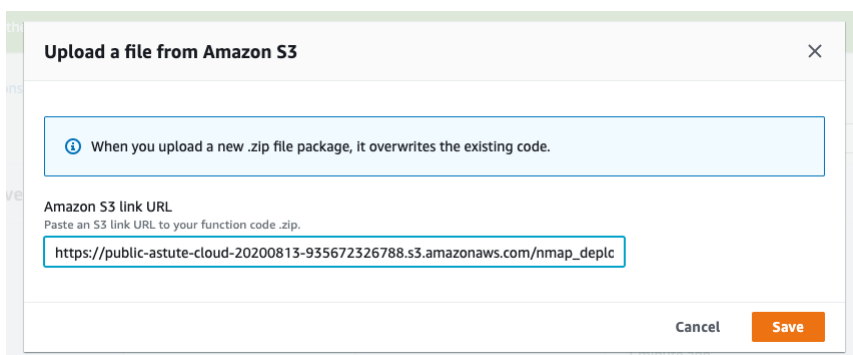 Upload a file from Amazon S3
When you upload a new .zip file package, it overwrites the existing code.
Amazon S3 link URL
Paste an S3 link URL to your function code .zip.
https://public-astute-cloud-20200813-935672326788.s3.amazonaws.com/nmap_deplo
Cancel Save